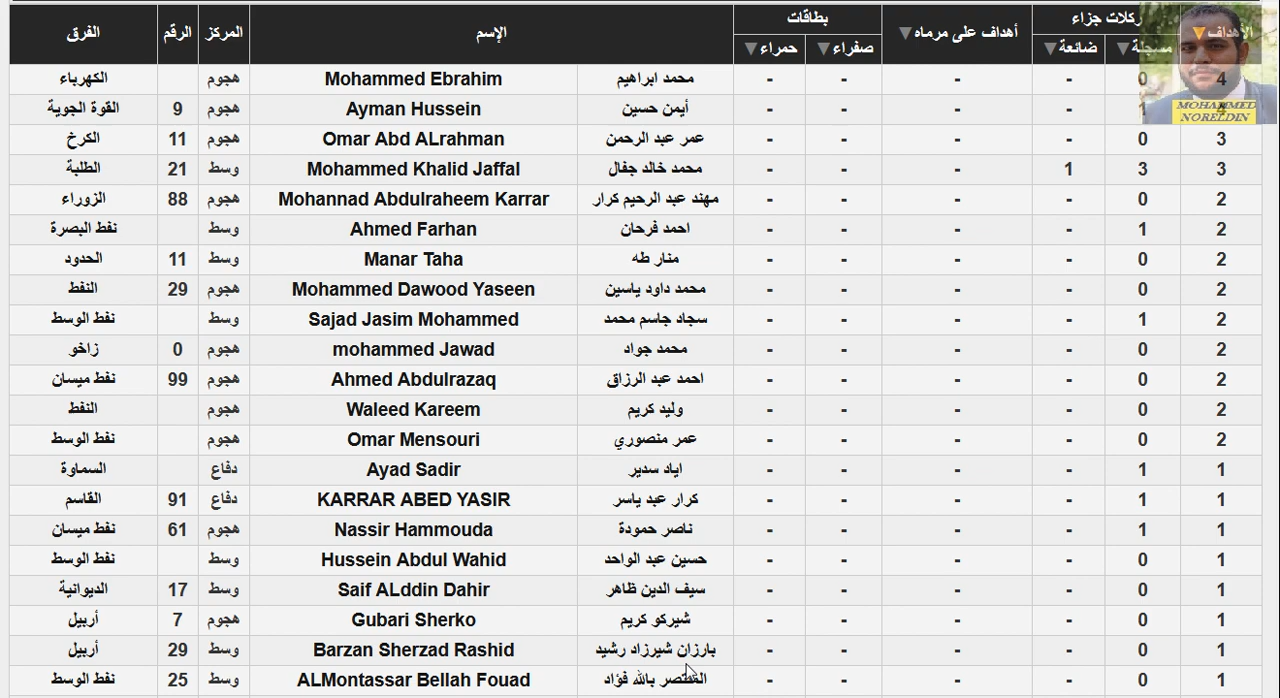 الفرق الرقم المركز الإسم بطاقات أهداف على مرماه ركلات جزاء الأهداف▼
حمراء▼ صفراء▼ ▼ ضائعة▼ مسجلة▼
MOHAMMED
NORELDIN
الكهرباء هجوم Mohammed Ebrahim محمد ابراهيم - - - - 0 4
القوة الجوية 9 هجوم Ayman Hussein أيمن حسين - - - - 1 4
الكرخ 11 هجوم Omar Abd ALrahman عمر عبد الرحمن - - - - 0 3
الطلبة 21 وسط Mohammed Khalid Jaffal محمد خالد جفال - - - 1 3 3
الزوراء 88 هجوم Mohannad Abdulraheem Karrar مهند عبد الرحيم كرار - - - - 0 2
نفط البصرة وسط Ahmed Farhan احمد فرحان - - - - 1 2
الحدود 11 وسط Manar Taha منار طه - - - - 0 2
النفط 29 هجوم Mohammed Dawood Yaseen محمد داود ياسين - - - - 0 2
نفط الوسط وسط Sajad Jasim Mohammed سجاد جاسم محمد - - - - 1 2
زاخو 0 هجوم mohammed Jawad محمد جواد - - - - 0 2
نفط ميسان 99 هجوم Ahmed Abdulrazaq احمد عبد الرزاق - - - - 0 2
النفط هجوم Waleed Kareem وليد كريم - - - - 0 2
نفط الوسط هجوم Omar Mensouri عمر منصوري - - - - 0 2
السماوة دفاع Ayad Sadir اياد سدير - - - - 1 1
القاسم 91 دفاع KARRAR ABED YASIR كرار عبد ياسر - - - - 1 1
نفط ميسان 61 هجوم Nassir Hammouda ناصر حمودة - - - - 1 1
نفط الوسط وسط Hussein Abdul Wahid حسين عبد الواحد - - - - 0 1
الديوانية 17 وسط Saif ALddin Dahir سيف الدين ظاهر - - - - 0 1
أربيل 7 هجوم Gubari Sherko شيركو كريم - - - - 0 1
أربيل 29 وسط Barzan Sherzad Rashid بارزان شيرزاد رشيد - - - - 0 1
نفط الوسط 25 وسط ALMontassar Bellah Fouad المنتصر بالله فؤاد - - - - 0 1